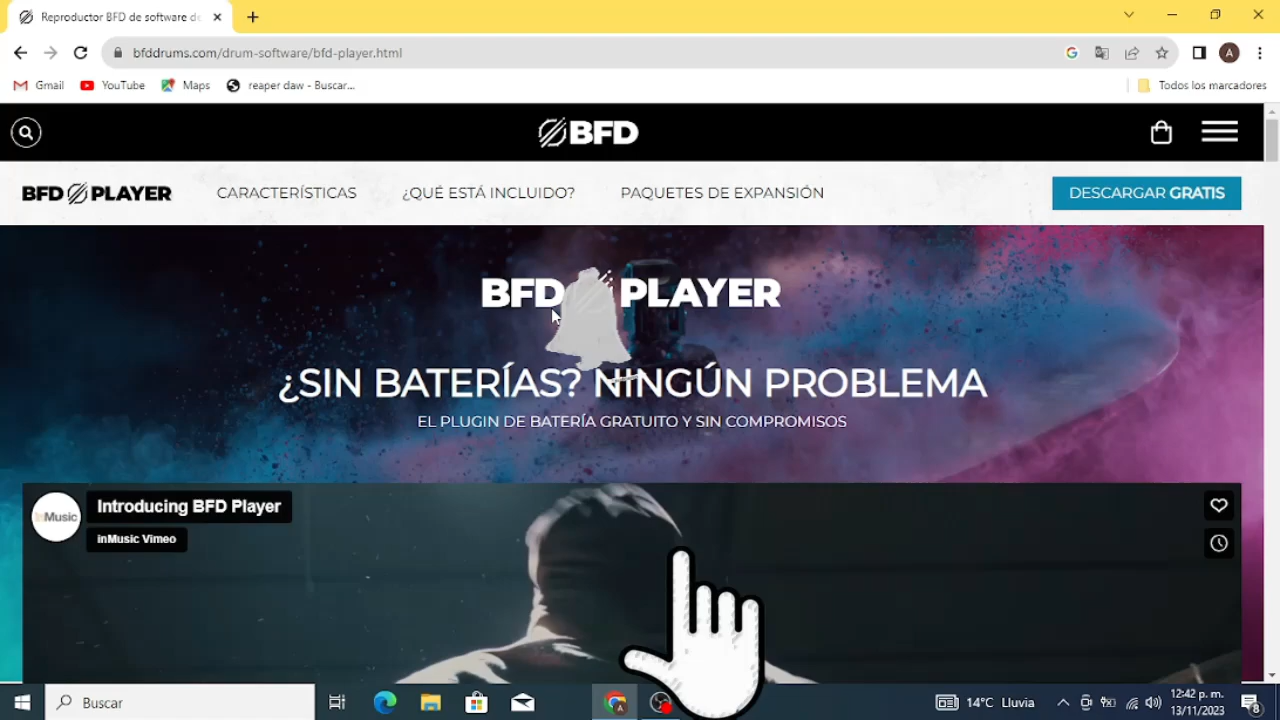 Reproductor BFD de software de
bfddrums.com/drum-software/bfd-player.html
A
Gmail
YouTube
Maps
reaper daw - Buscar...
Todos los marcadores
BFD
BFD PLAYER
CARACTERÍSTICAS
¿QUÉ ESTÁ INCLUIDO?
PAQUETES DE EXPANSIÓN
DESCARGAR GRATIS
BFD PLAYER
¿SIN BATERÍAS? NINGÚN PROBLEMA
EL PLUGIN DE BATERÍA GRATUITO Y SIN COMPROMISOS
inMusic
Introducing BFD Player
inMusic Vimeo
Buscar
14°C Lluvia
12:42 p. m.
13/11/2023
8